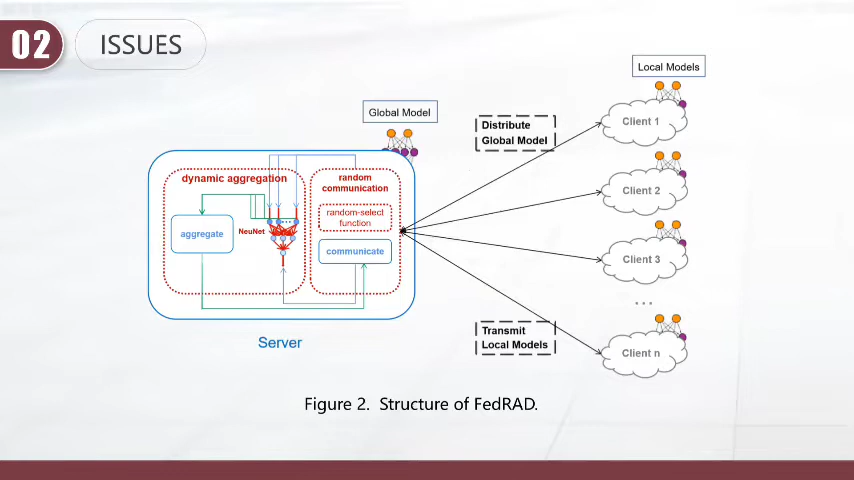 02
ISSUES
Local Models
Global Model
Distribute
Global Model
Client 1
Client 2
Client 3
...
Client n
dynamic aggregation
random
communication
random-select
function
aggregate
NeuNet
communicate
Transmit
Local Models
Server
Figure 2. Structure of FedRAD.